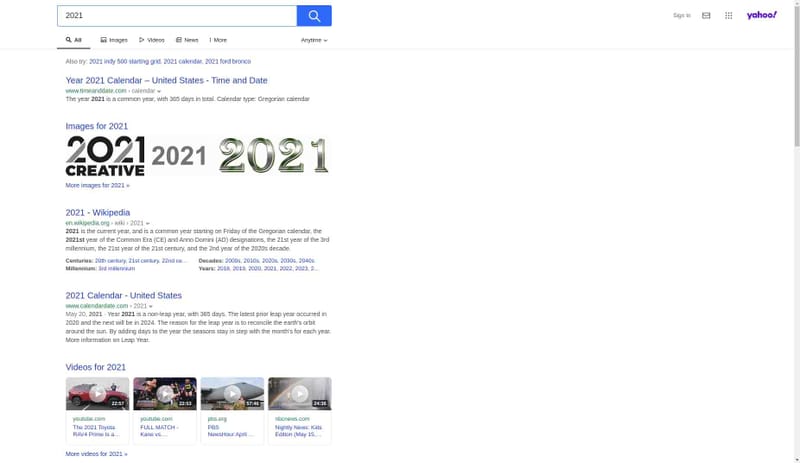 2021
Sign In
yahoo!
All
Images
Videos
News
More
Anytime
Also try: 2021 indy 500 starting grid, 2021 calendar, 2021 ford bronco
Year 2021 Calendar – United States - Time and Date
www.timeanddate.com › calendar
The year 2021 is a common year, with 365 days in total. Calendar type: Gregorian calendar
Images for 2021
2021
CREATIVE
2021
2021
More images for 2021 »
2021 - Wikipedia
en.wikipedia.org › wiki › 2021
2021 is the current year, and is a common year starting on Friday of the Gregorian calendar, the
2021st year of the Common Era (CE) and Anno Domini (AD) designations, the 21st year of the 3rd
millennium, the 21st year of the 21st century, and the 2nd year of the 2020s decade.
Centuries: 20th century, 21st century, 22nd ce...
Decades: 2000s, 2010s, 2020s, 2030s, 2040s
Millennium: 3rd millennium
Years: 2018, 2019, 2020, 2021, 2022, 2023, 2...
2021 Calendar - United States
www.calendardate.com › 2021
May 20, 2021 · Year 2021 is a non-leap year, with 365 days. The latest prior leap year occurred in
2020 and the next will be in 2024. The reason for the leap year is to reconcile the earth's orbit
around the sun. By adding days to the year the seasons stay in step with the month's for each year.
More information on Leap Year.
Videos for 2021
22:57
22:53
57:46
24:35
youtube.com
The 2021 Toyota
RAV4 Prime Is a...
youtube.com
FULL MATCH -
Kane vs....
pbs.org
PBS
NewsHour April...
nbcnews.com
Nightly News: Kids
Edition (May 15,...
More videos for 2021 »